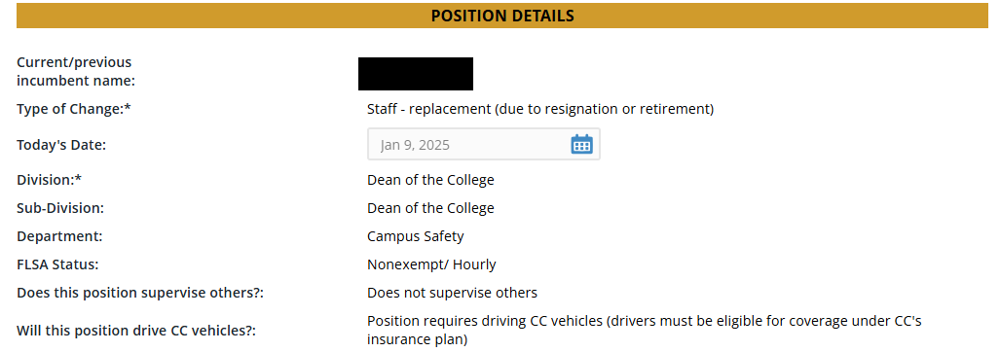 POSITION DETAILS
Current/previous
incumbent name:
Type of Change:* Staff - replacement (due to resignation or retirement)
Today's Date: Jan 9, 2025
Division:* Dean of the College
Sub-Division: Dean of the College
Department: Campus Safety
FLSA Status: Nonexempt/ Hourly
Does this position supervise others?: Does not supervise others
Will this position drive CC vehicles?: Position requires driving CC vehicles (drivers must be eligible for coverage under CC's
insurance plan)